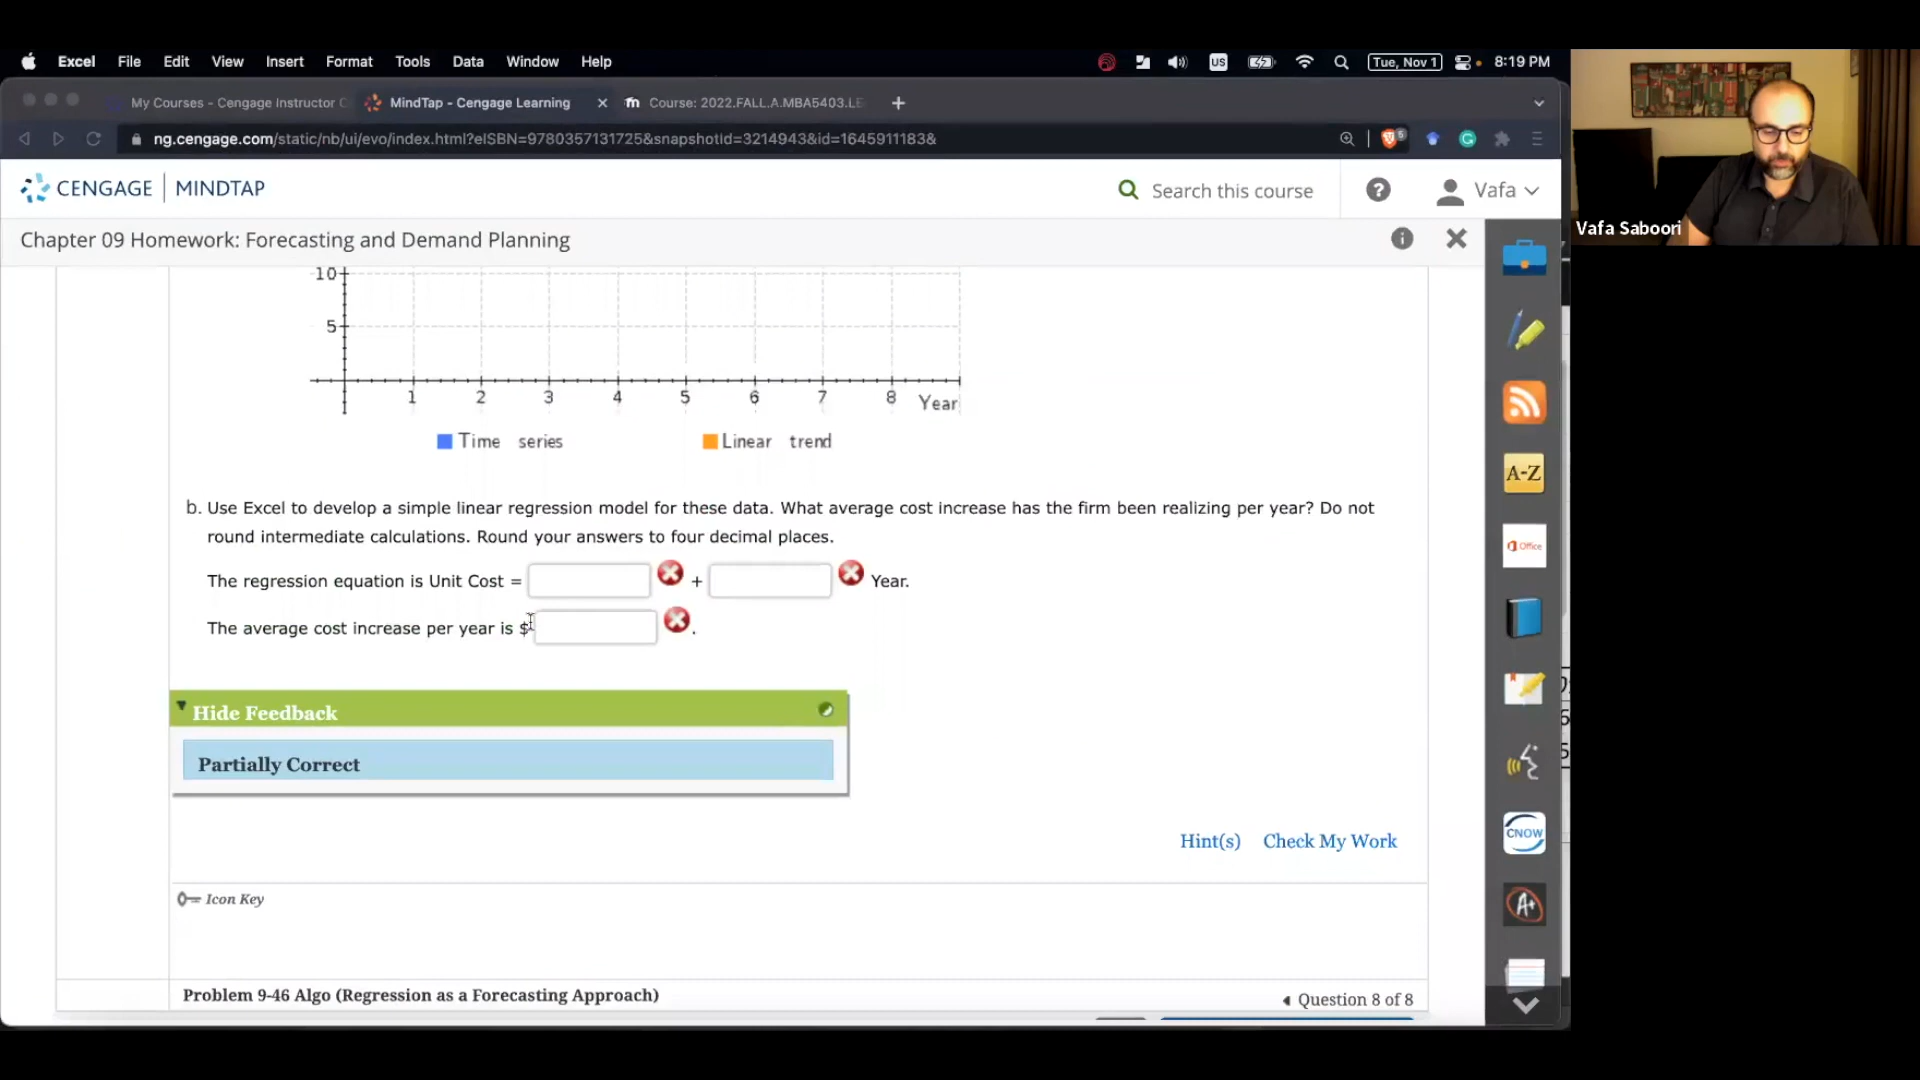 Excel File Edit View Insert Format Tools Data Window Help US Tue, Nov 1 8:19 PM
My Courses - Cengage Instructor C MindTap - Cengage Learning Course: 2022.FALL.A.MBA5403.LE
ng.cengage.com/static/nb/ui/evo/index.html?eISBN=9780357131725&snapshotId=3214943&id=1645911183&
CENGAGE MINDTAP
Search this course
Vafa
Vafa Saboori
Chapter 09 Homework: Forecasting and Demand Planning
10
5
1 2 3 4 5 6 7 8 Year
Time series Linear trend
A-Z
Office
b. Use Excel to develop a simple linear regression model for these data. What average cost increase has the firm been realizing per year? Do not
round intermediate calculations. Round your answers to four decimal places.
The regression equation is Unit Cost = + Year.
The average cost increase per year is $ .
Hide Feedback
Partially Correct
Hint(s) Check My Work
CNOW
Icon Key
A+
Problem 9-46 Algo (Regression as a Forecasting Approach)
Question 8 of 8